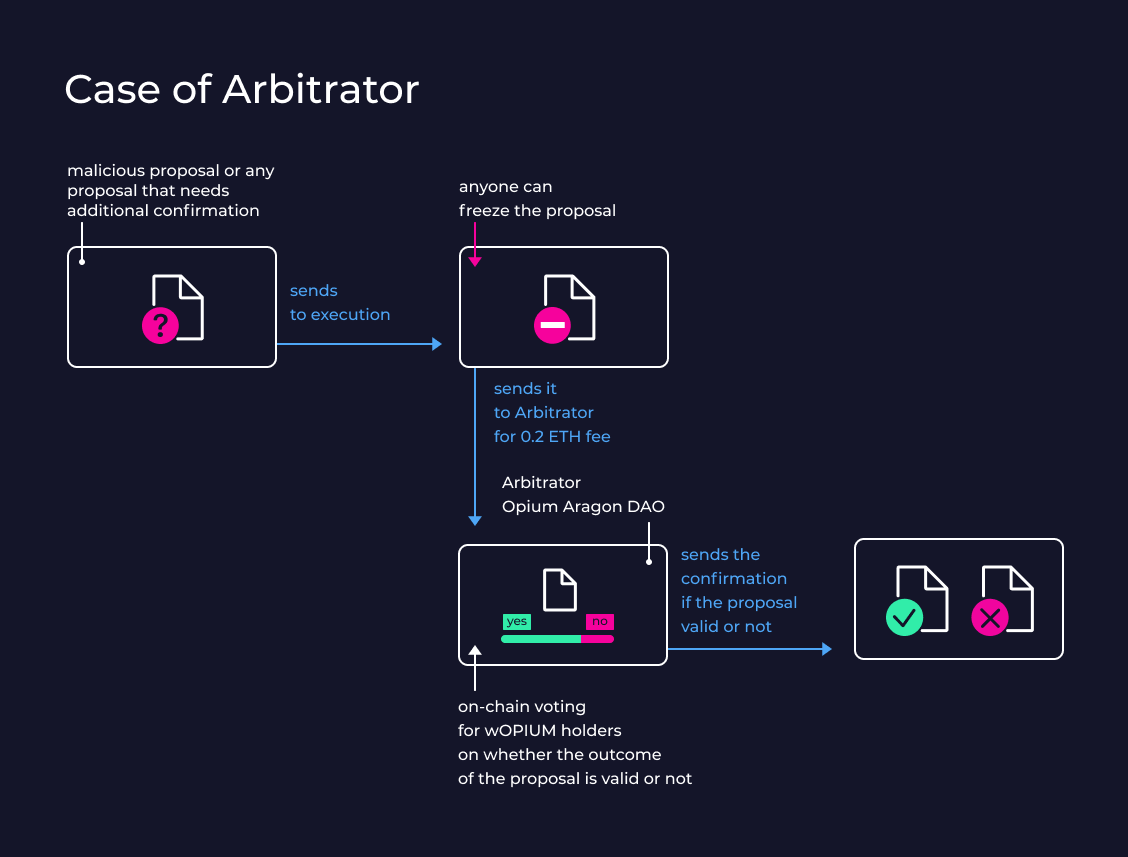 Case of Arbitrator
malicious proposal or any
proposal that needs
additional confirmation
anyone can
freeze the proposal
?
sends
to execution
sends it
to Arbitrator
for 0.2 ETH fee
Arbitrator
Opium Aragon DAO
sends the
confirmation
if the proposal
valid or not
yes no
on-chain voting
for wOPIUM holders
on whether the outcome
of the proposal is valid or not